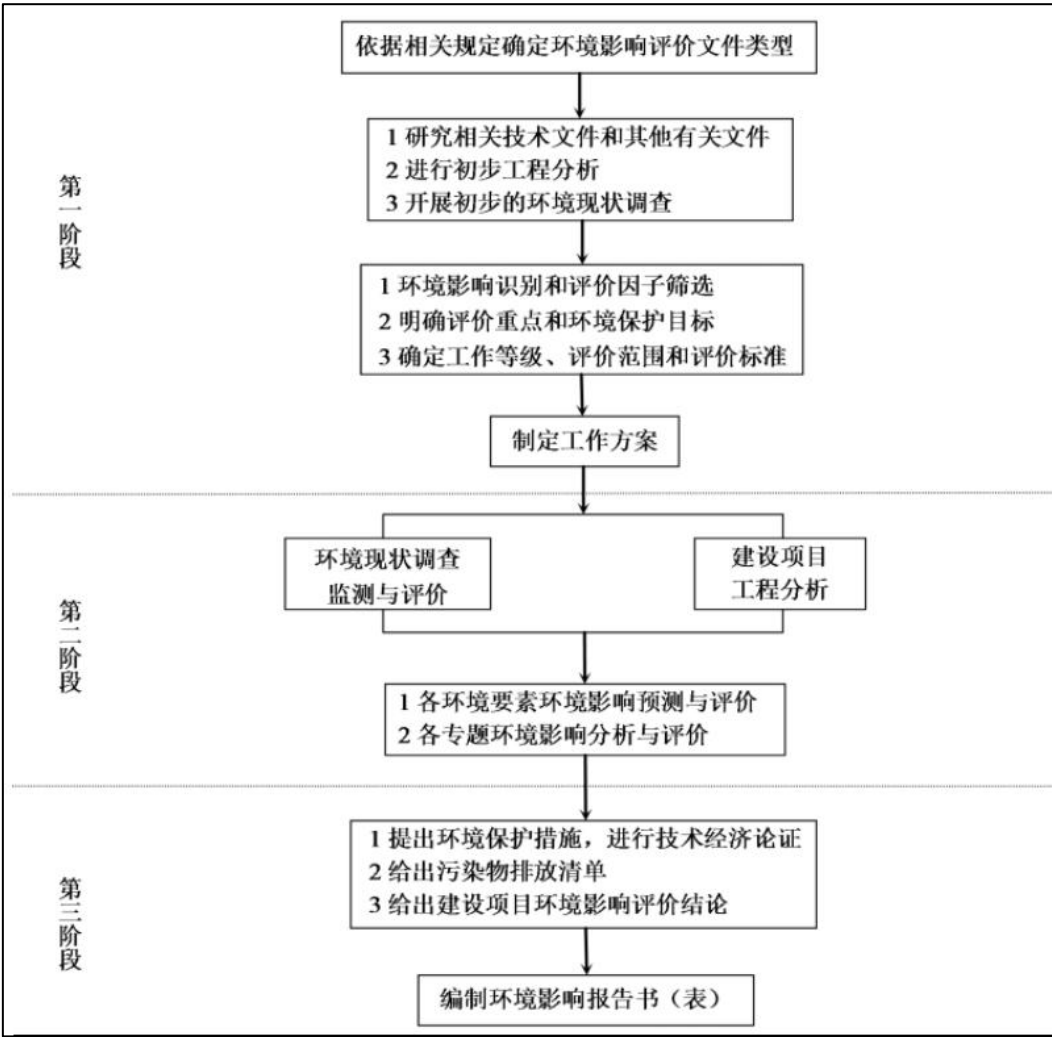 依据相关规定确定环境影响评价文件类型
1 研究相关技术文件和其他有关文件
2 进行初步工程分析
3 开展初步的环境现状调查
第一阶段
1 环境影响识别和评价因子筛选
2 明确评价重点和环境保护目标
3 确定工作等级、评价范围和评价标准
制定工作方案
环境现状调查
监测与评价
建设项目
工程分析
第二阶段
1 各环境要素环境影响预测与评价
2 各专题环境影响分析与评价
1 提出环境保护措施，进行技术经济论证
2 给出污染物排放清单
3 给出建设项目环境影响评价结论
第三阶段
编制环境影响报告书（表）